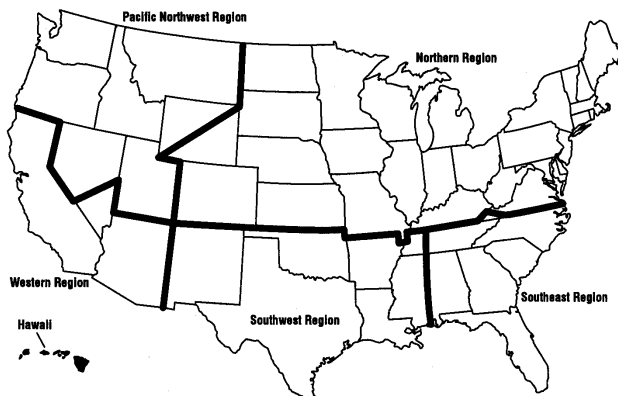 Pacific Northwest Region
Northern Region
Western Region
Southwest Region
Southeast Region
Hawaii